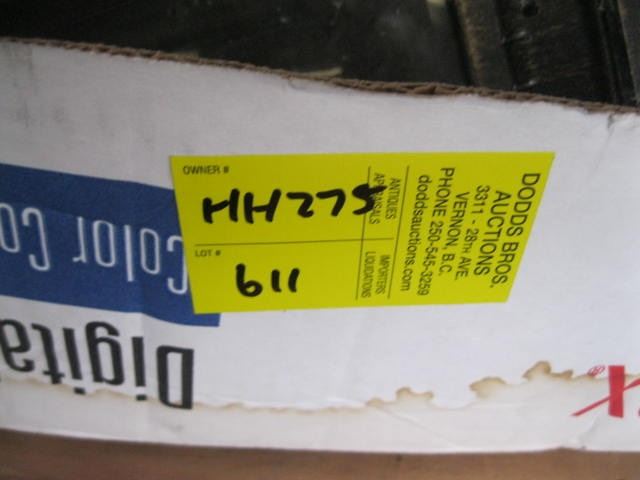 DODDS BROS.
AUCTIONS
3311 - 28TH AVE.
VERNON, B.C.
PHONE 250-545-3259
doddsauctions.com
ANTIQUES IMPORTERS
APPRAISALS LIQUIDATIONS
OWNER #
HH275
LOT #
611
Digita
Color Co
X®